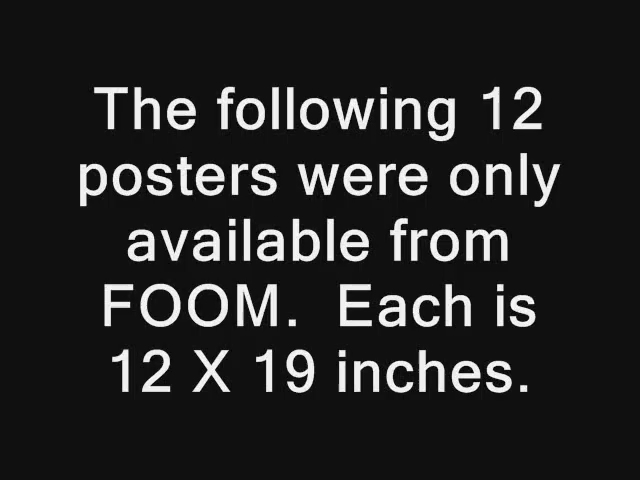 The following 12
posters were only
available from
FOOM.  Each is
12 X 19 inches.